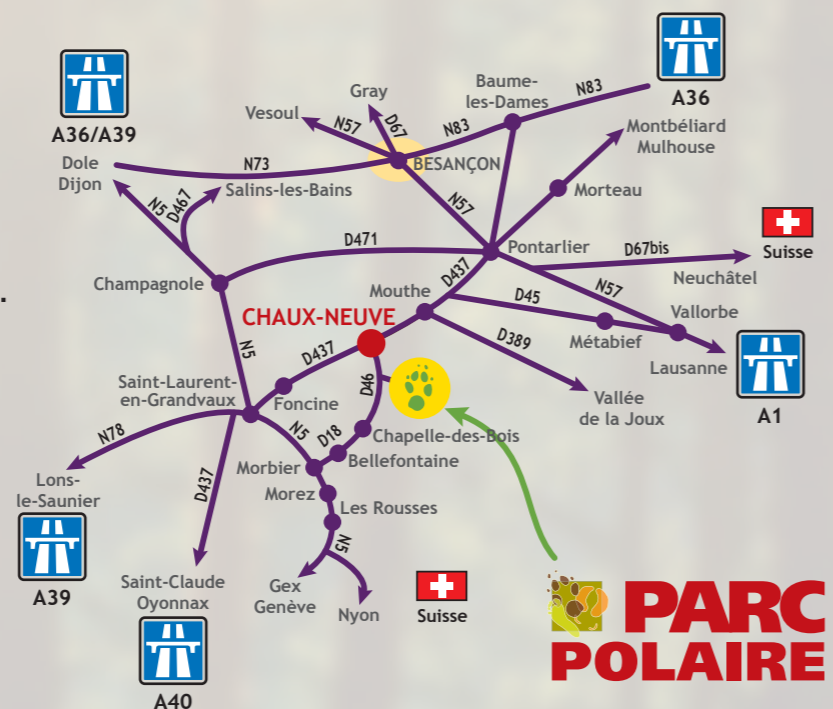 A36
Baume-
les-Dames
N83
Gray
Vesoul
N57
D67
N83
A36/A39
Montbéliard
Mulhouse
Dole
Dijon
N73
BESANÇON
Salins-les-Bains
N5
D467
N57
Morteau
D471
Pontarlier
D67bis
Suisse
Neuchâtel
Champagnole
D437
N57
Mouthe
D45
Vallorbe
CHAUX-NEUVE
Métabief
Lausanne
D389
N5
D437
D46
A1
Saint-Laurent-
en-Grandvaux
Foncine
Vallée
de la Joux
N78
N5
D18
Chapelle-des-Bois
Bellefontaine
Morbier
D437
Lons-
le-Saunier
Morez
Les Rousses
A39
N5
Saint-Claude
Oyonnax
Gex
Genève
Nyon
Suisse
A40
PARC
POLAIRE